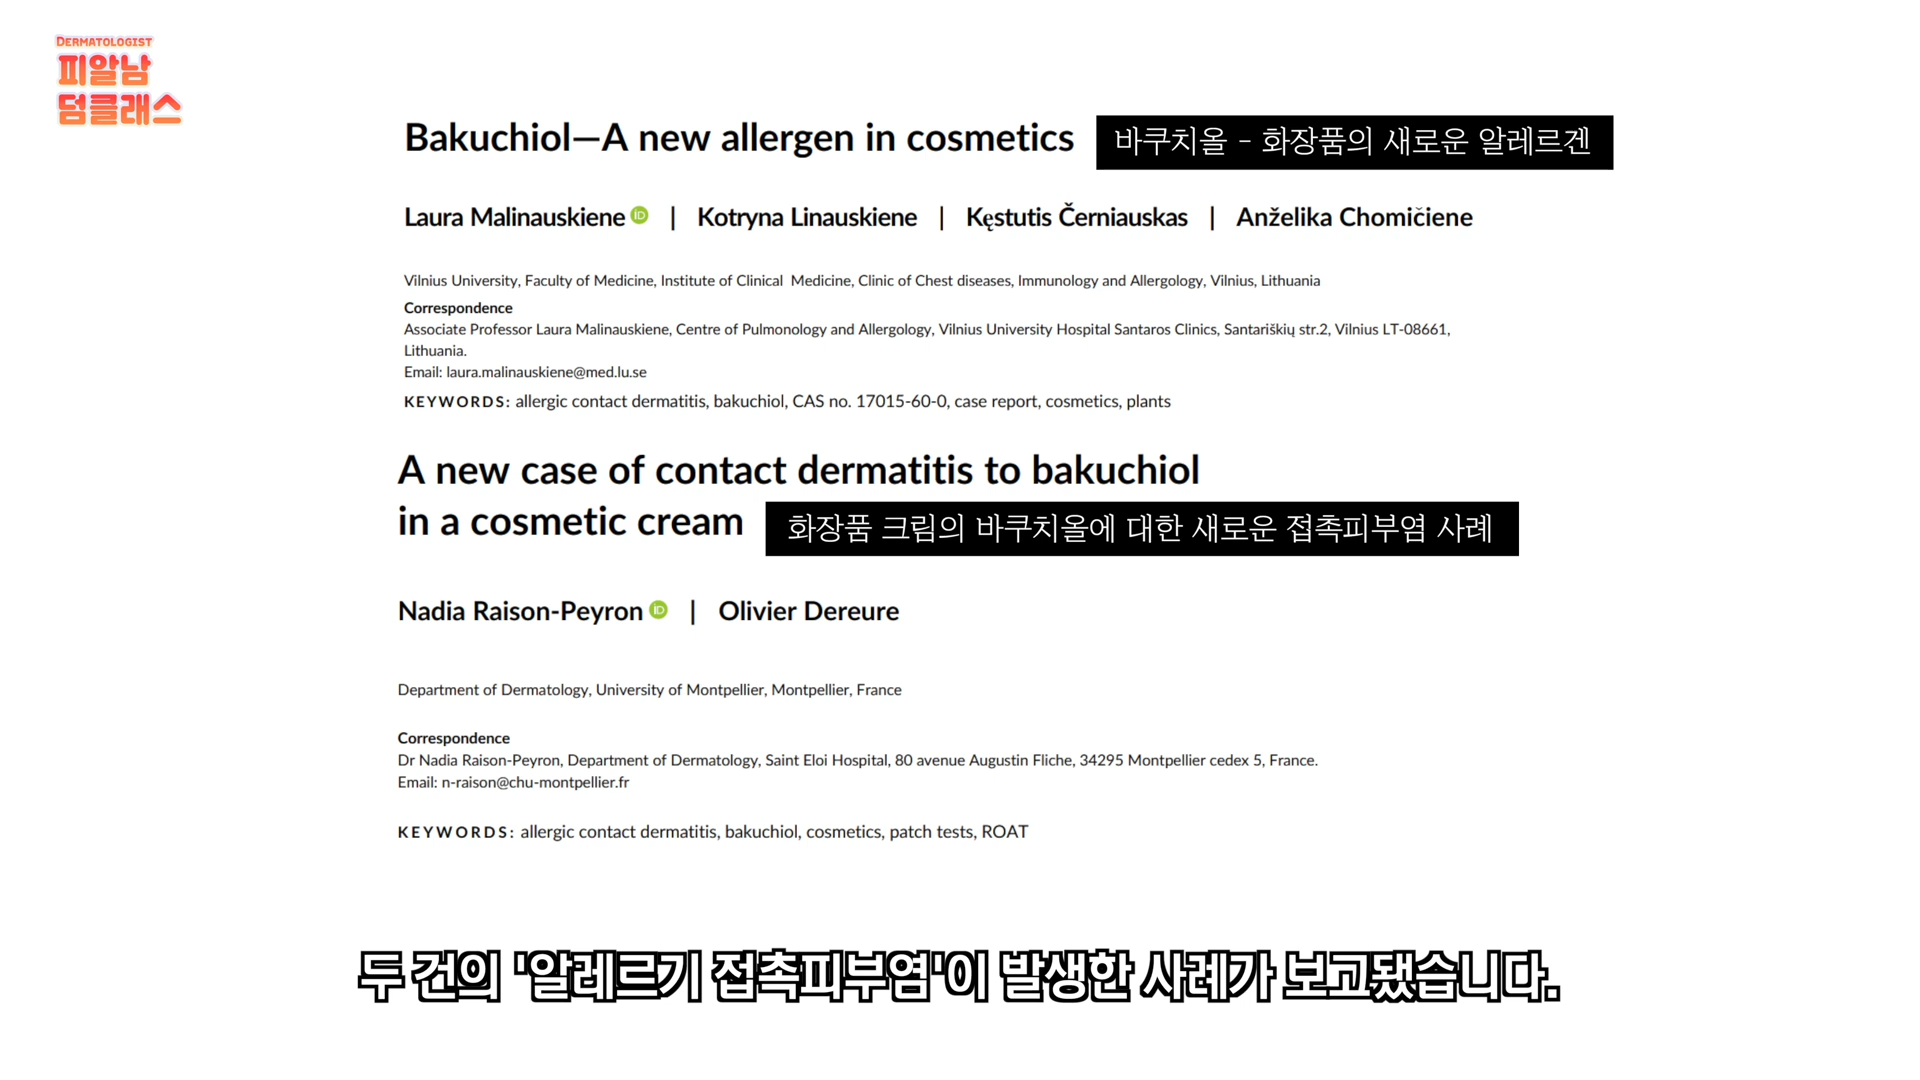 DERMATOLOGIST
피알남
덤클래스
Bakuchiol—A new allergen in cosmetics
바쿠치올 - 화장품의 새로운 알레르겐
Laura Malinauskiene iD | Kotryna Linauskiene | Kęstutis Černiauskas | Anželika Chomičiene
Vilnius University, Faculty of Medicine, Institute of Clinical Medicine, Clinic of Chest diseases, Immunology and Allergology, Vilnius, Lithuania
Correspondence
Associate Professor Laura Malinauskiene, Centre of Pulmonology and Allergology, Vilnius University Hospital Santaros Clinics, Santariškių str.2, Vilnius LT-08661,
Lithuania.
Email: laura.malinauskiene@med.lu.se
KEYWORDS: allergic contact dermatitis, bakuchiol, CAS no. 17015-60-0, case report, cosmetics, plants
A new case of contact dermatitis to bakuchiol
in a cosmetic cream
화장품 크림의 바쿠치올에 대한 새로운 접촉피부염 사례
Nadia Raison-Peyron iD | Olivier Dereure
Department of Dermatology, University of Montpellier, Montpellier, France
Correspondence
Dr Nadia Raison-Peyron, Department of Dermatology, Saint Eloi Hospital, 80 avenue Augustin Fliche, 34295 Montpellier cedex 5, France.
Email: n-raison@chu-montpellier.fr
KEYWORDS: allergic contact dermatitis, bakuchiol, cosmetics, patch tests, ROAT
두 건의 '알레르기 접촉피부염'이 발생한 사례가 보고됐습니다.